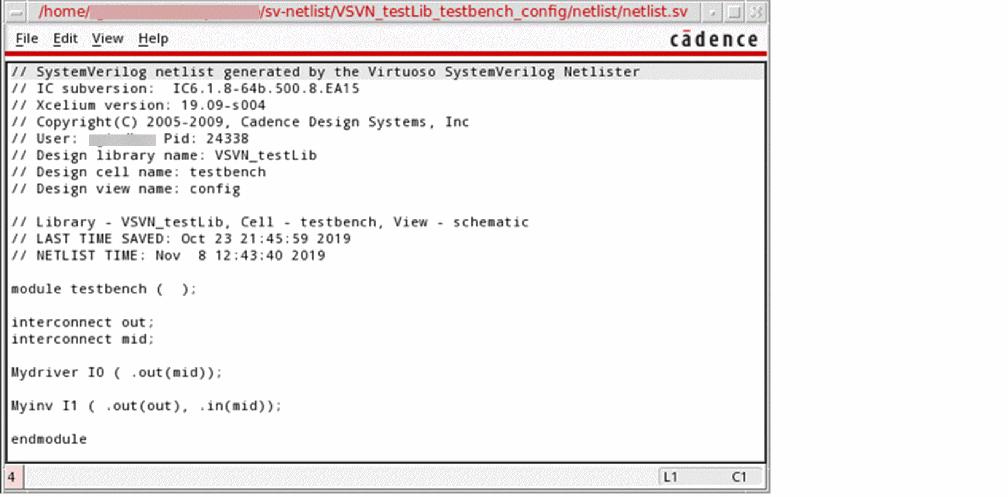 /home/ /sv-netlist/VSVN_testLib_testbench_config/netlist/netlist.sv
File Edit View Help
cādence
// SystemVerilog netlist generated by the Virtuoso SystemVerilog Netlister
// IC subversion:  IC6.1.8-64b.500.8.EA15
// Xcelium version: 19.09-s004
// Copyright(C) 2005-2009, Cadence Design Systems, Inc
// User: Pid: 24338
// Design library name: VSVN_testLib
// Design cell name: testbench
// Design view name: config
// Library - VSVN_testLib, Cell - testbench, View - schematic
// LAST TIME SAVED: Oct 23 21:45:59 2019
// NETLIST TIME: Nov  8 12:43:40 2019
module testbench (  );
interconnect out;
interconnect mid;
Mydriver I0 ( .out(mid));
Myinv I1 ( .out(out), .in(mid));
endmodule
4 L1 C1